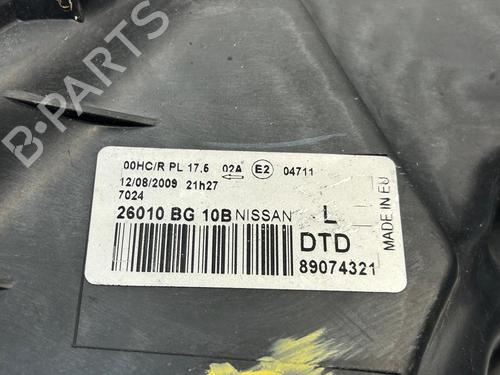 00HC/R PL 17.5 02A E2 04711
12/08/2009 21h27
7024
26010 BG 10B NISSAN L
DTD
89074321
MADE IN EU
B-PARTS